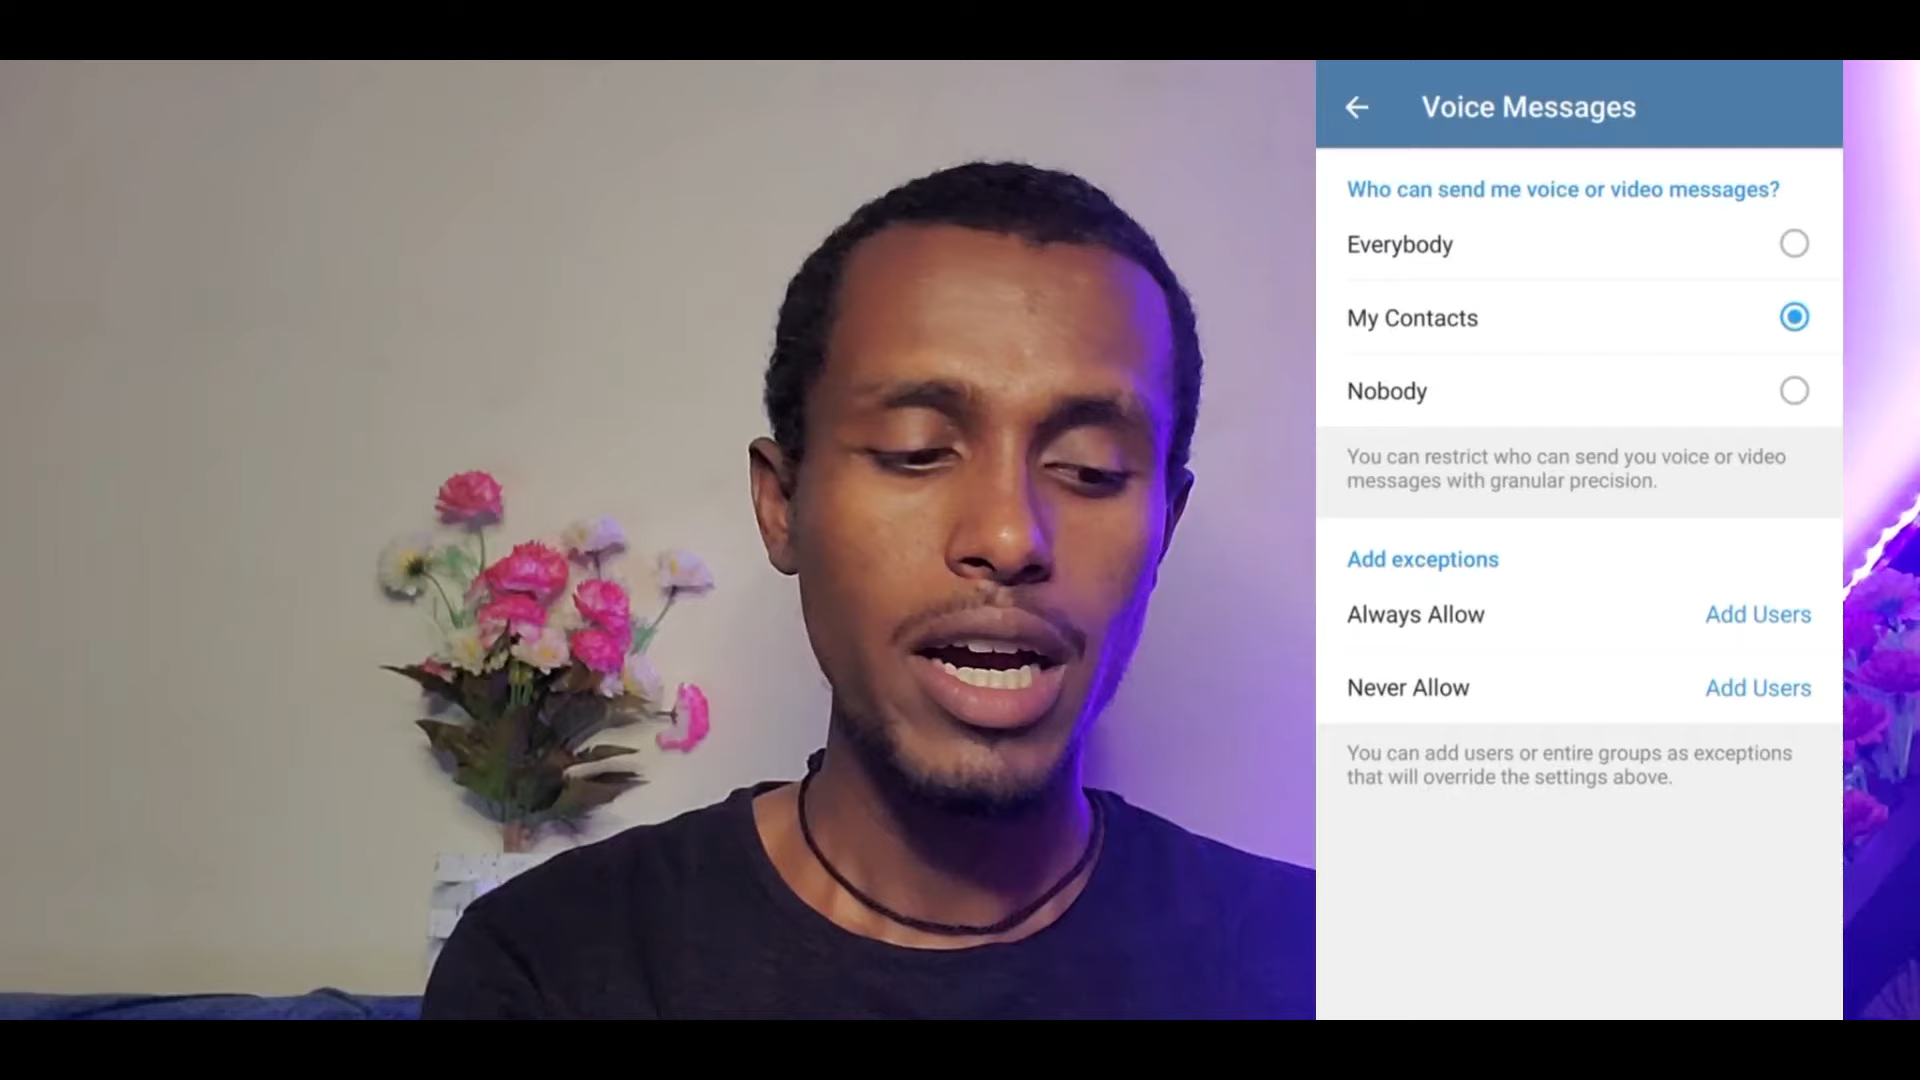 Voice Messages
Who can send me voice or video messages?
Everybody
My Contacts
Nobody
You can restrict who can send you voice or video
messages with granular precision.
Add exceptions
Always Allow Add Users
Never Allow Add Users
You can add users or entire groups as exceptions
that will override the settings above.